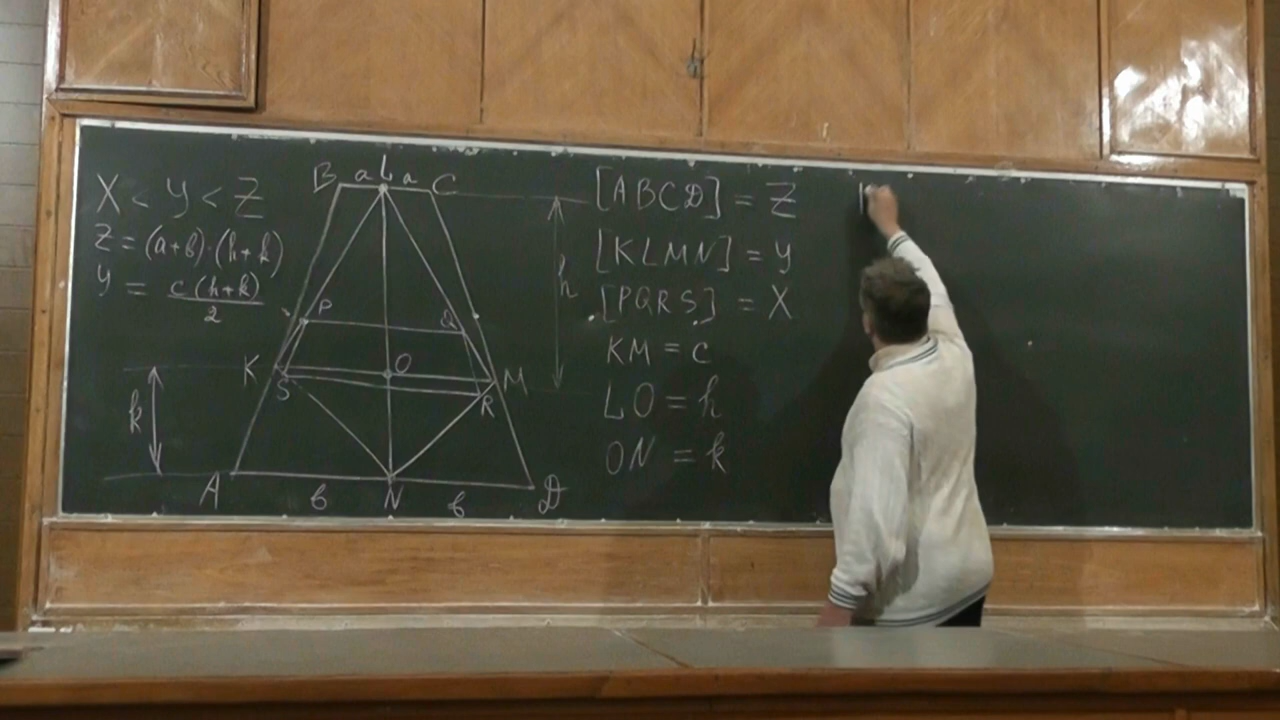 X < Y < Z
Z = (a+b)·(h+k)
Y = c(h+k)
2
B a L a C
h
P Q
K O M
S R
k
A b N b D
[ABCD] = Z
[KLMN] = Y
[PQRS] = X
KM = c
LO = h
ON = k